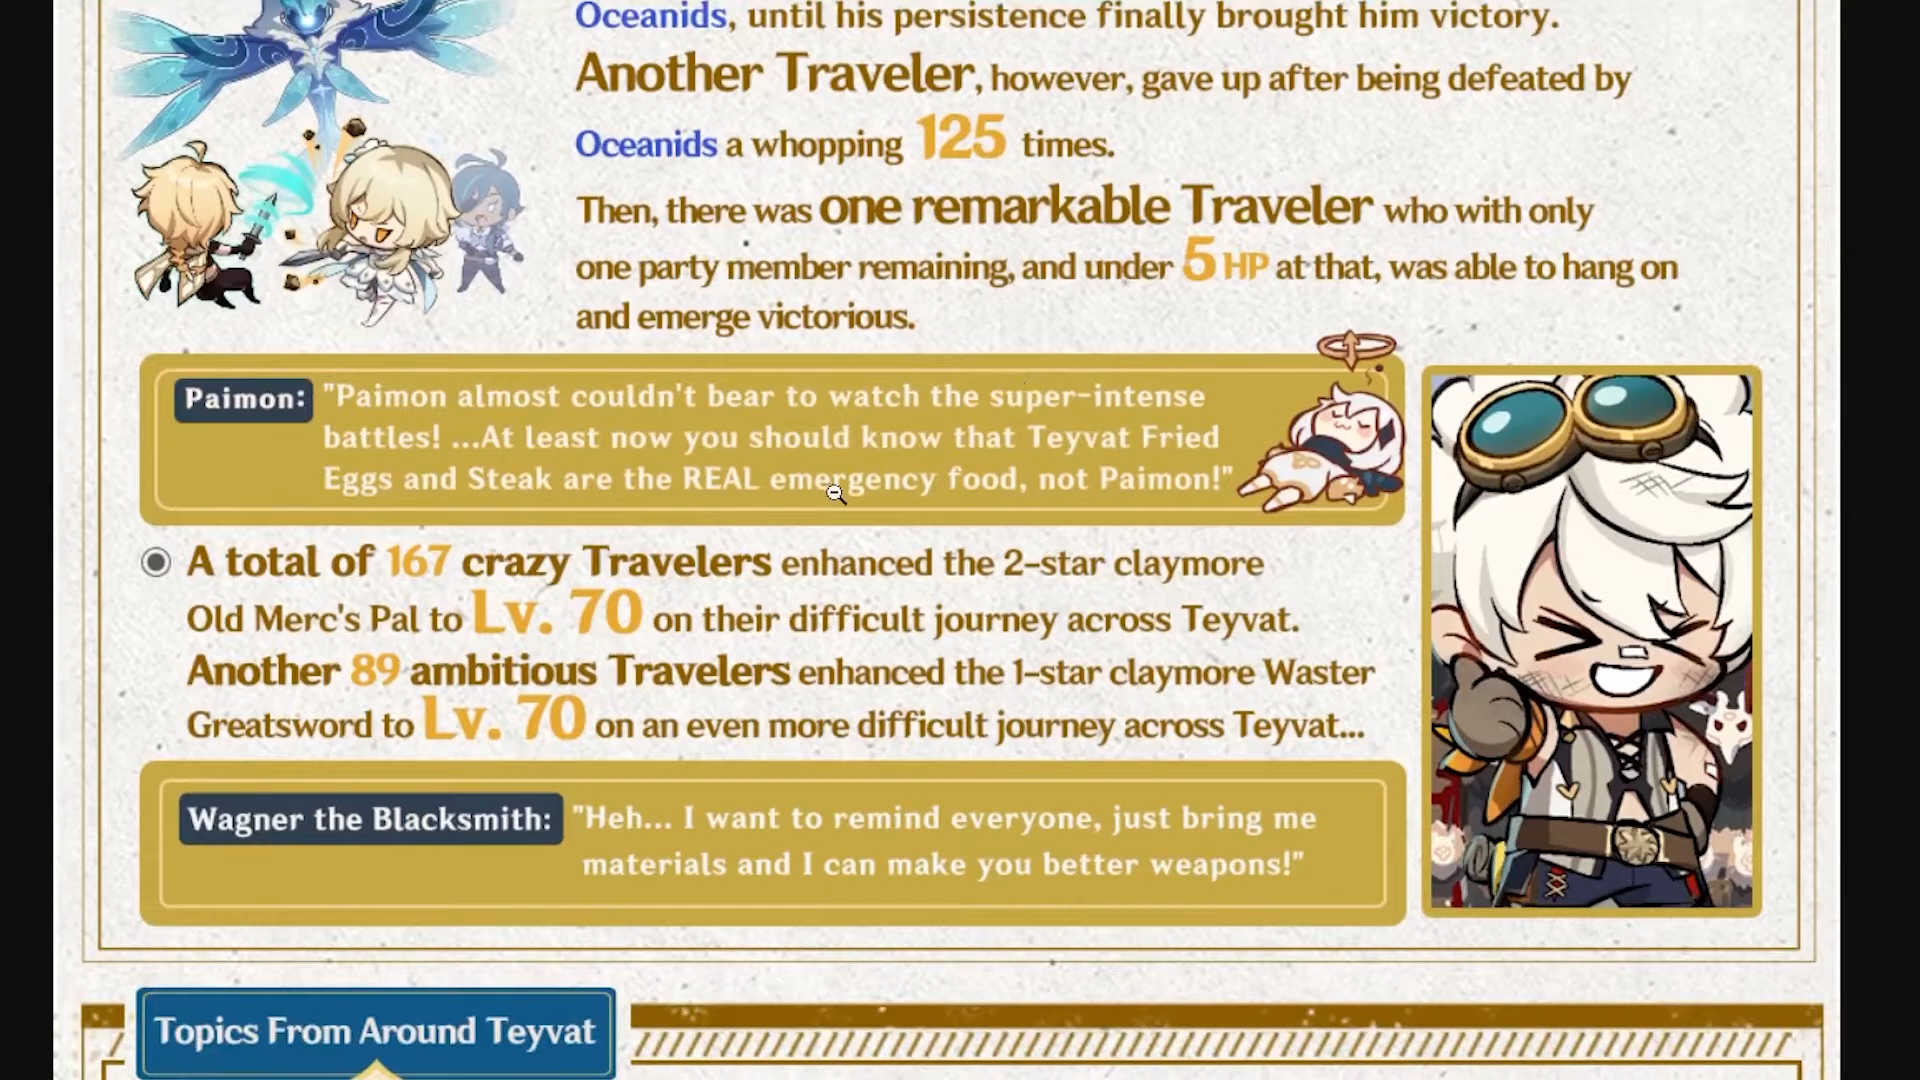 Oceanids, until his persistence finally brought him victory.
Another Traveler, however, gave up after being defeated by
Oceanids a whopping 125 times.
Then, there was one remarkable Traveler who with only
one party member remaining, and under 5 HP at that, was able to hang on
and emerge victorious.
Paimon: "Paimon almost couldn't bear to watch the super-intense
battles! ...At least now you should know that Teyvat Fried
Eggs and Steak are the REAL emergency food, not Paimon!"
A total of 167 crazy Travelers enhanced the 2-star claymore
Old Merc's Pal to Lv. 70 on their difficult journey across Teyvat.
Another 89 ambitious Travelers enhanced the 1-star claymore Waster
Greatsword to Lv. 70 on an even more difficult journey across Teyvat...
Wagner the Blacksmith: "Heh... I want to remind everyone, just bring me
materials and I can make you better weapons!"
Topics From Around Teyvat